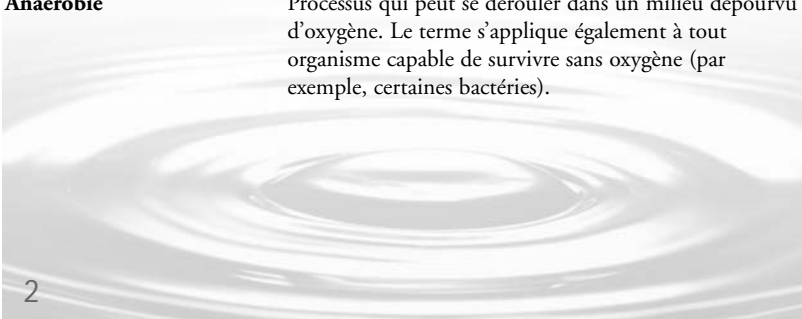 Anaérobie Processus qui peut se dérouler dans un milieu dépourvu
d’oxygène. Le terme s’applique également à tout
organisme capable de survivre sans oxygène (par
exemple, certaines bactéries).
2